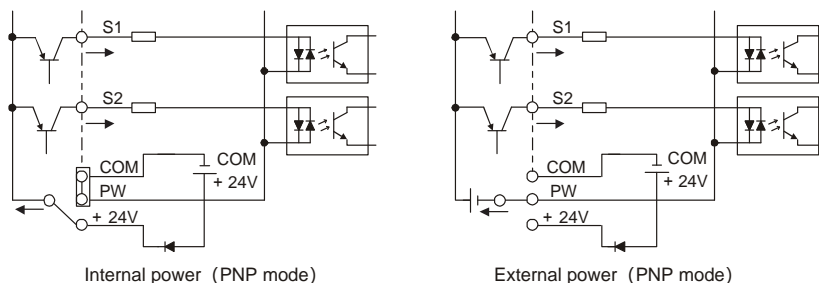 S1
S2
COM
COM
+ 24V
PW
+ 24V
Internal power (PNP mode)
S1
S2
COM
COM
+ 24V
PW
+ 24V
External power (PNP mode)